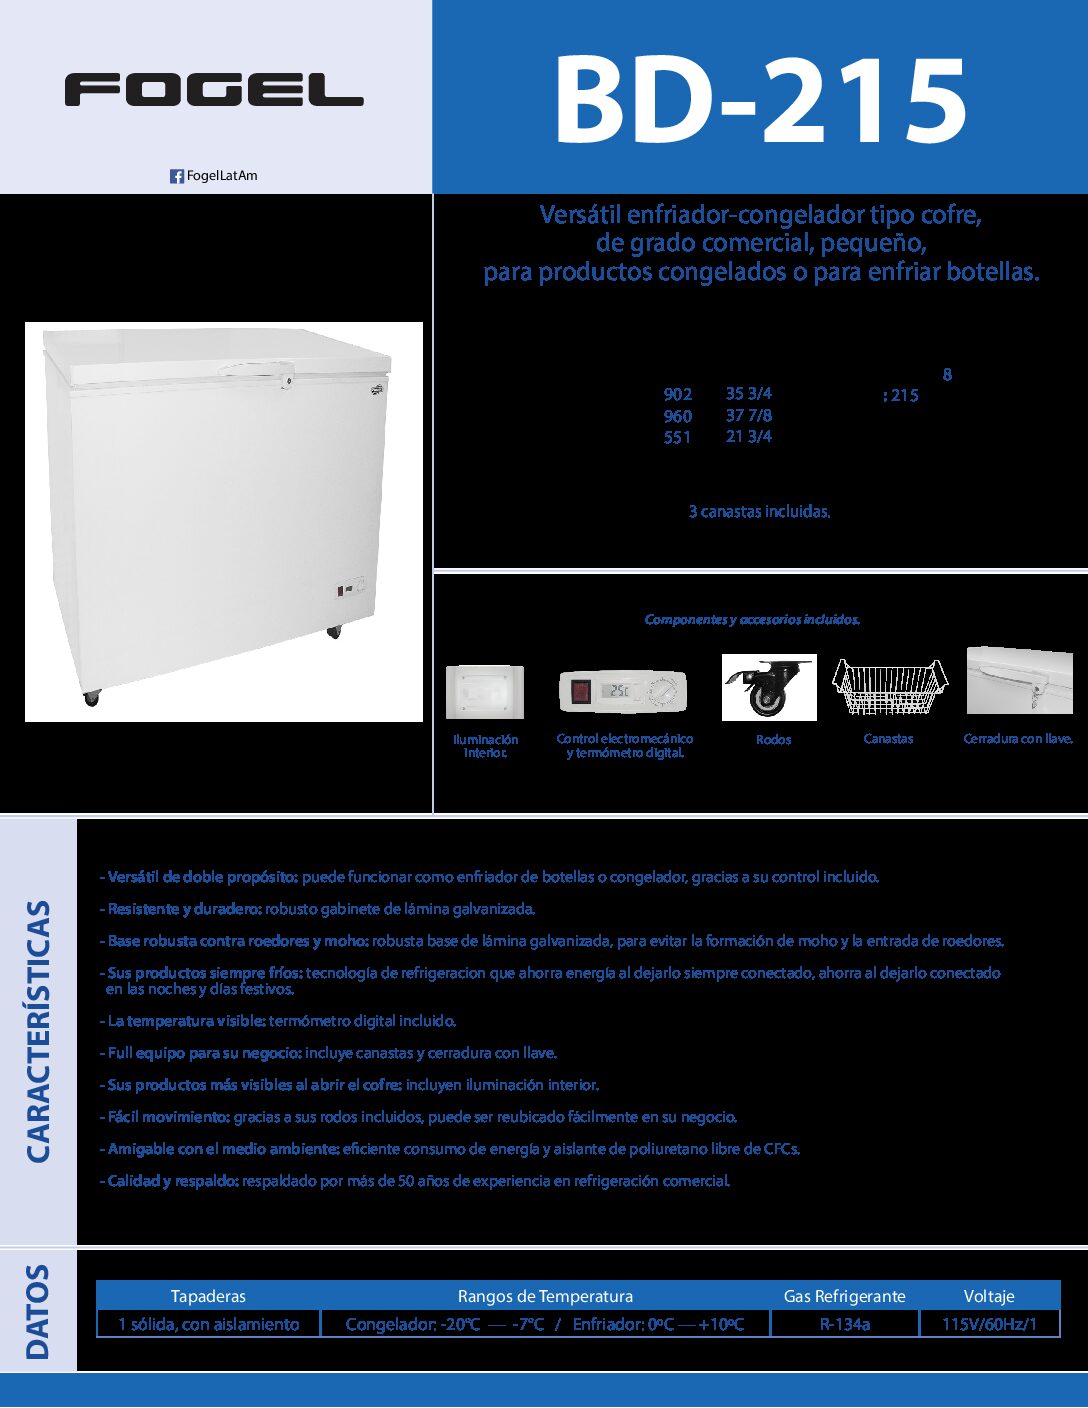 FOGEL
FogelLatAm
BD-215
Versátil enfriador-congelador tipo cofre,
de grado comercial, pequeño,
para productos congelados o para enfriar botellas.
8
902 35 3/4 : 215
960 37 7/8
551 21 3/4
3 canastas incluidas.
Componentes y accesorios incluidos.
Iluminación
interior.
Control electromecánico
y termómetro digital.
Rodos
Canastas
Cerradura con llave.
CARACTERÍSTICAS
- Versátil de doble propósito: puede funcionar como enfriador de botellas o congelador, gracias a su control incluido.
- Resistente y duradero: robusto gabinete de lámina galvanizada.
- Base robusta contra roedores y moho: robusta base de lámina galvanizada, para evitar la formación de moho y la entrada de roedores.
- Sus productos siempre fríos: tecnología de refrigeracion que ahorra energía al dejarlo siempre conectado, ahorra al dejarlo conectado
en las noches y días festivos.
- La temperatura visible: termómetro digital incluido.
- Full equipo para su negocio: incluye canastas y cerradura con llave.
- Sus productos más visibles al abrir el cofre: incluyen iluminación interior.
- Fácil movimiento: gracias a sus rodos incluidos, puede ser reubicado fácilmente en su negocio.
- Amigable con el medio ambiente: eficiente consumo de energía y aislante de poliuretano libre de CFCs.
- Calidad y respaldo: respaldado por más de 50 años de experiencia en refrigeración comercial.
DATOS
Tapaderas Rangos de Temperatura Gas Refrigerante Voltaje
1 sólida, con aislamiento Congelador: -20ºC — -7ºC / Enfriador: 0ºC — +10ºC R-134a 115V/60Hz/1